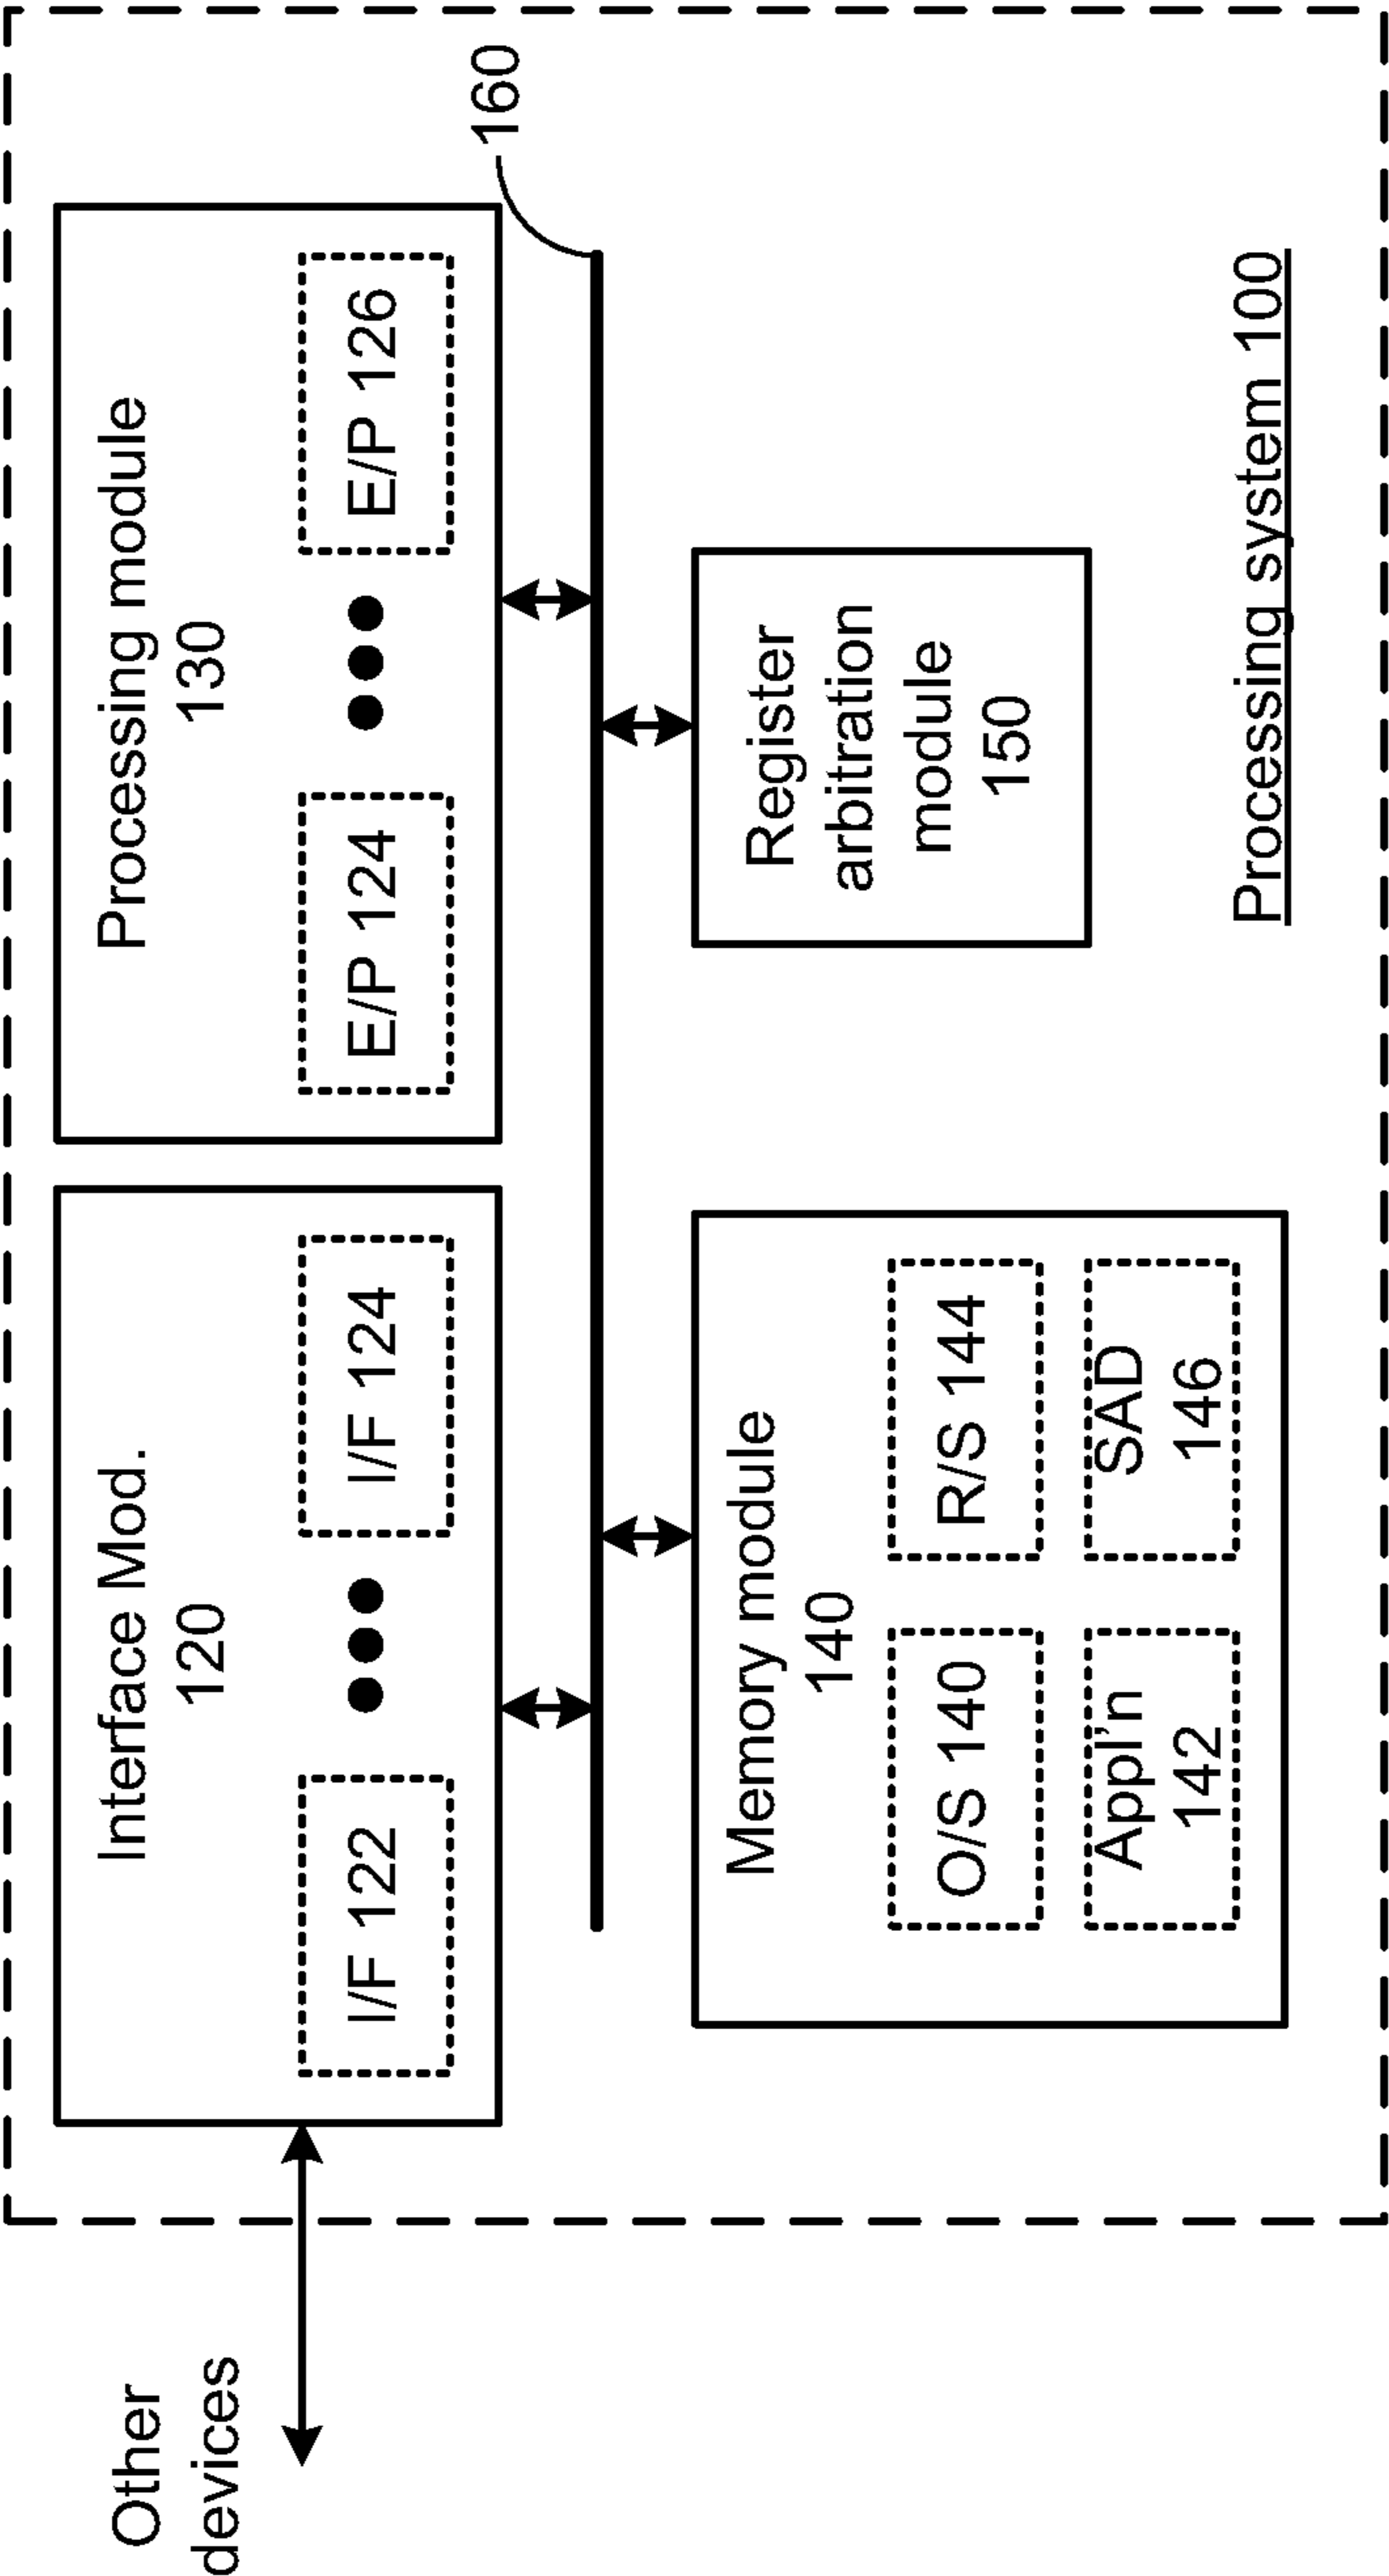 Other
devices
Interface Mod.
120
I/F 122
I/F 124
Processing module
130
E/P 124
E/P 126
160
Memory module
140
O/S 140
R/S 144
Appl'n
142
SAD
146
Register
arbitration
module
150
Processing system 100